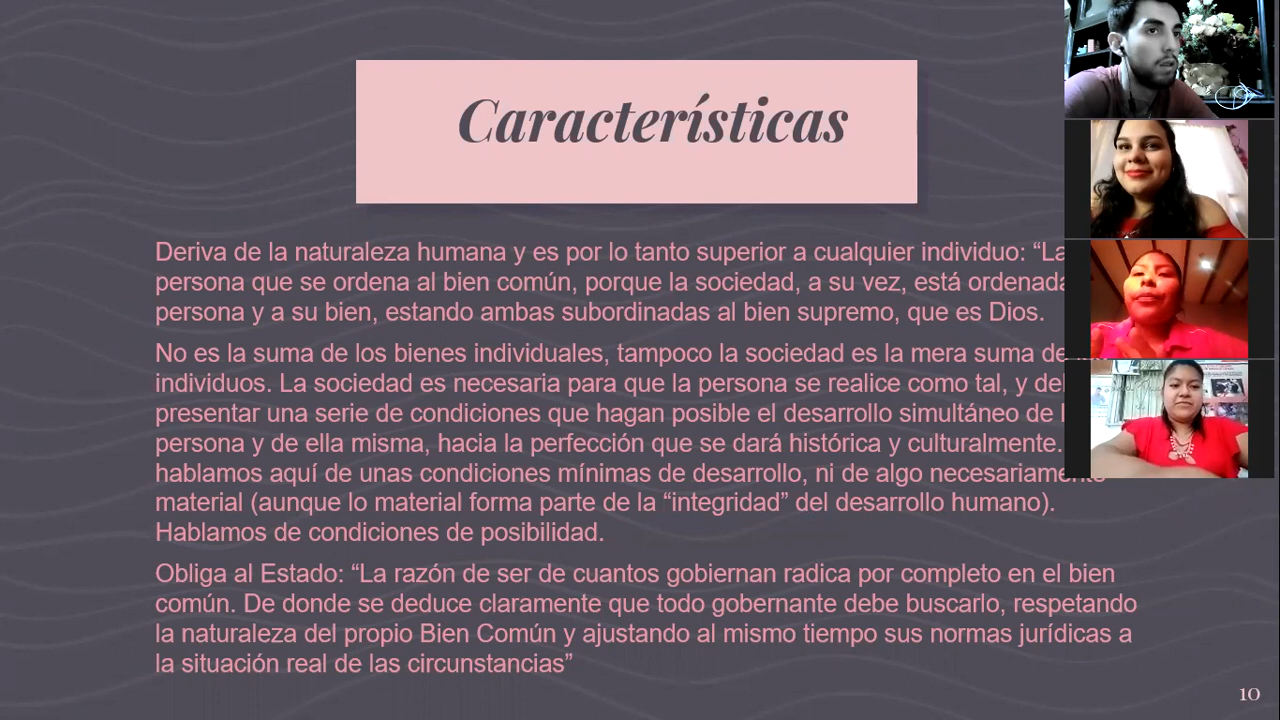 Características
Deriva de la naturaleza humana y es por lo tanto superior a cualquier individuo: “La
persona que se ordena al bien común, porque la sociedad, a su vez, está ordenada
persona y a su bien, estando ambas subordinadas al bien supremo, que es Dios.
No es la suma de los bienes individuales, tampoco la sociedad es la mera suma de
individuos. La sociedad es necesaria para que la persona se realice como tal, y
presentar una serie de condiciones que hagan posible el desarrollo simultáneo de
persona y de ella misma, hacia la perfección que se dará histórica y culturalmente.
hablamos aquí de unas condiciones mínimas de desarrollo, ni de algo necesariamente
material (aunque lo material forma parte de la “integridad” del desarrollo humano).
Hablamos de condiciones de posibilidad.
Obliga al Estado: “La razón de ser de cuantos gobiernan radica por completo en el bien
común. De donde se deduce claramente que todo gobernante debe buscarlo, respetando
la naturaleza del propio Bien Común y ajustando al mismo tiempo sus normas jurídicas a
la situación real de las circunstancias”
10